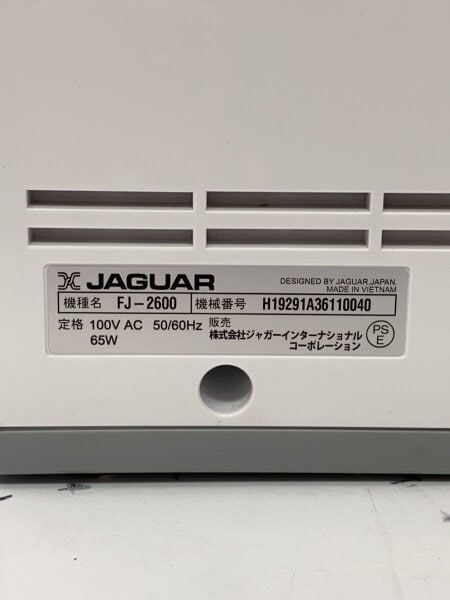 JAGUAR
DESIGNED BY JAGUAR.JAPAN.
MADE IN VIETNAM
機種名 FJ-2600 機械番号 H19291A36110040
定格 100V AC 50/60Hz 販売
65W 株式会社ジャガーインターナショナル
コーポレーション
PS
E